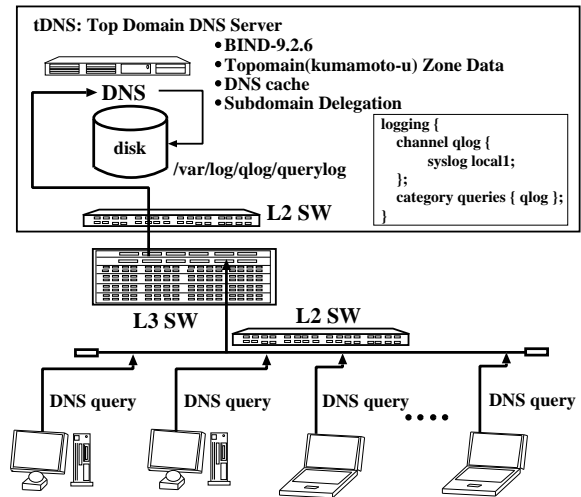 tDNS: Top Domain DNS Server
•BIND-9.2.6
•Topomain(kumamoto-u) Zone Data
•DNS cache
•Subdomain Delegation
DNS
disk
/var/log/qlog/querylog
logging {
channel qlog {
syslog local1;
};
category queries { qlog };
}
L2 SW
L3 SW
L2 SW
DNS query
DNS query
DNS query
DNS query